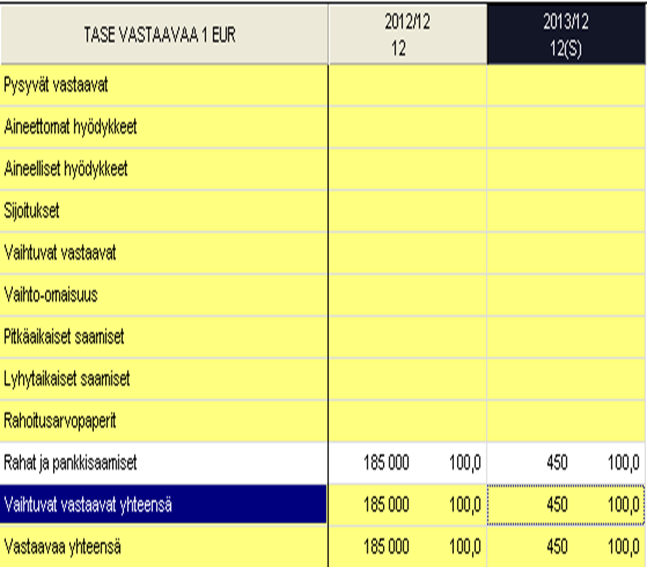 TASE VASTAAVAA 1 EUR 2012/12 2013/12
12 12(S)
Pysyvät vastaavat
Aineettomat hyödykkeet
Aineelliset hyödykkeet
Sijoitukset
Vaihtuvat vastaavat
Vaihto-omaisuus
Pitkäaikaiset saamiset
Lyhytaikaiset saamiset
Rahoitusarvopaperit
Rahat ja pankkisaamiset 185 000 100,0 450 100,0
Vaihtuvat vastaavat yhteensä 185 000 100,0 450 100,0
Vastaavaa yhteensä 185 000 100,0 450 100,0